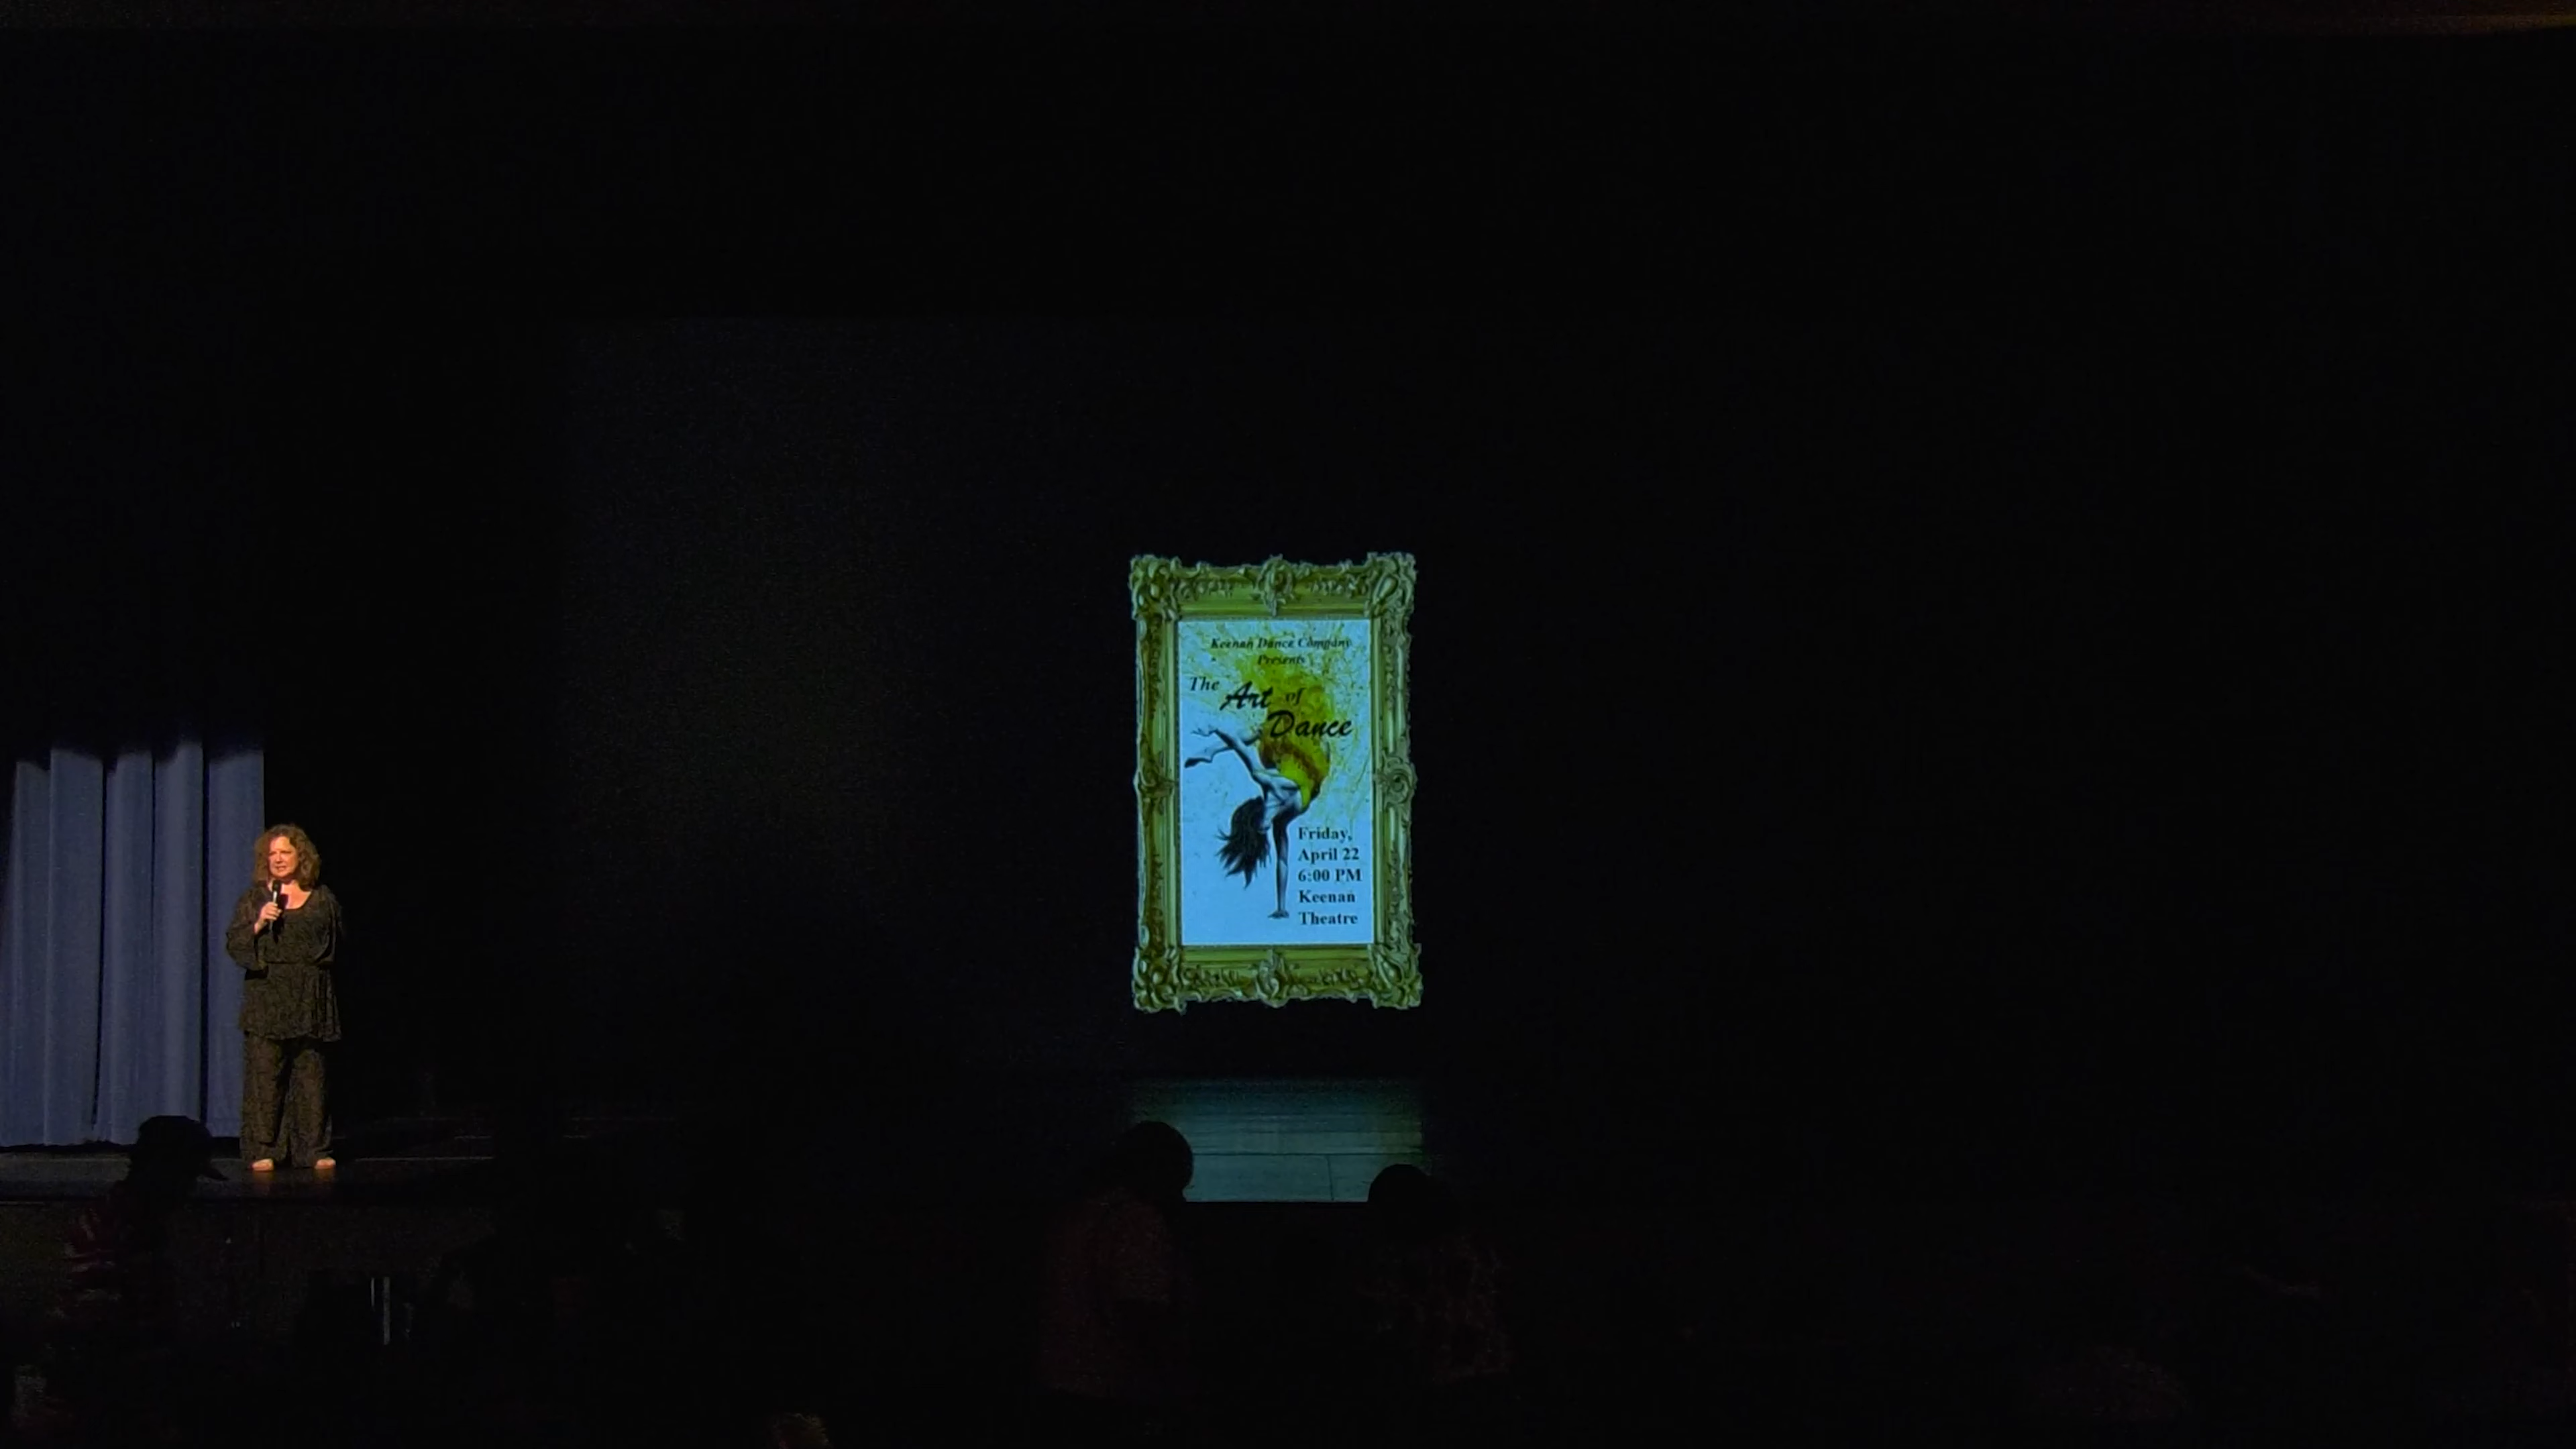 Keenan Dance Company
Presents
The Art of
Dance
Friday,
April 22
6:00 PM
Keenan
Theatre